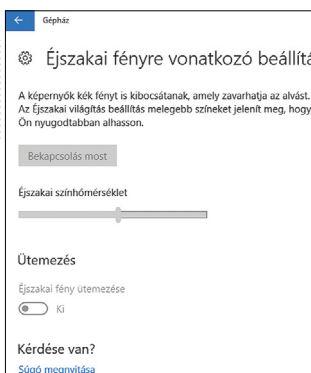 Gépház
Éjszakai fényre vonatkozó
A képernyők kék fényt is kibocsátanak, amely zavarhatja az alvást.
Az Éjszakai világítás beállítás melegebb színeket jelenít meg, hogy
Ön nyugodtabban alhasson.
Bekapcsolás most
Éjszakai színhőmérséklet
Ütemezés
Éjszakai fény ütemezése
Ki
Kérdése van?
Súgó megnyitása